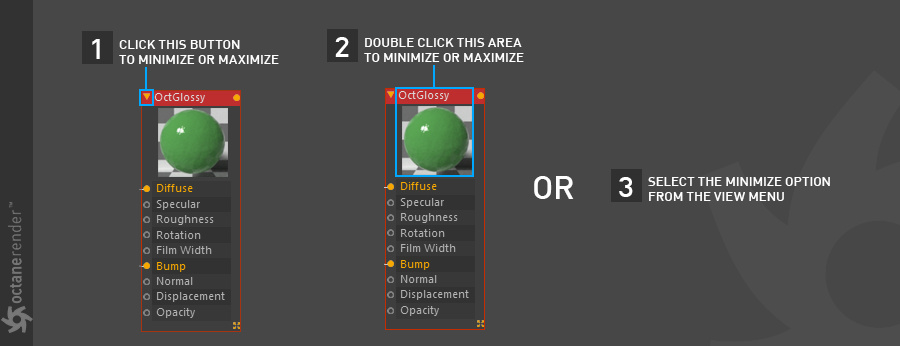 1
CLICK THIS BUTTON
TO MINIMIZE OR MAXIMIZE
OctGlossy
Diffuse
Specular
Roughness
Rotation
Film Width
Bump
Normal
Displacement
Opacity
2
DOUBLE CLICK THIS AREA
TO MINIMIZE OR MAXIMIZE
OctGlossy
Diffuse
Specular
Roughness
Rotation
Film Width
Bump
Normal
Displacement
Opacity
OR
3
SELECT THE MINIMIZE OPTION
FROM THE VIEW MENU
octanerender™